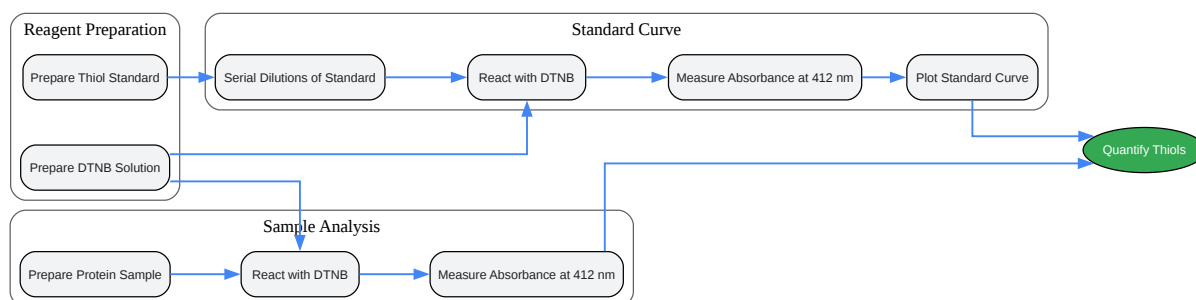 Reagent Preparation
Standard Curve
Prepare Thiol Standard
Serial Dilutions of Standard
React with DTNB
Measure Absorbance at 412 nm
Plot Standard Curve
Prepare DTNB Solution
Quantify Thiols
Sample Analysis
Prepare Protein Sample
React with DTNB
Measure Absorbance at 412 nm